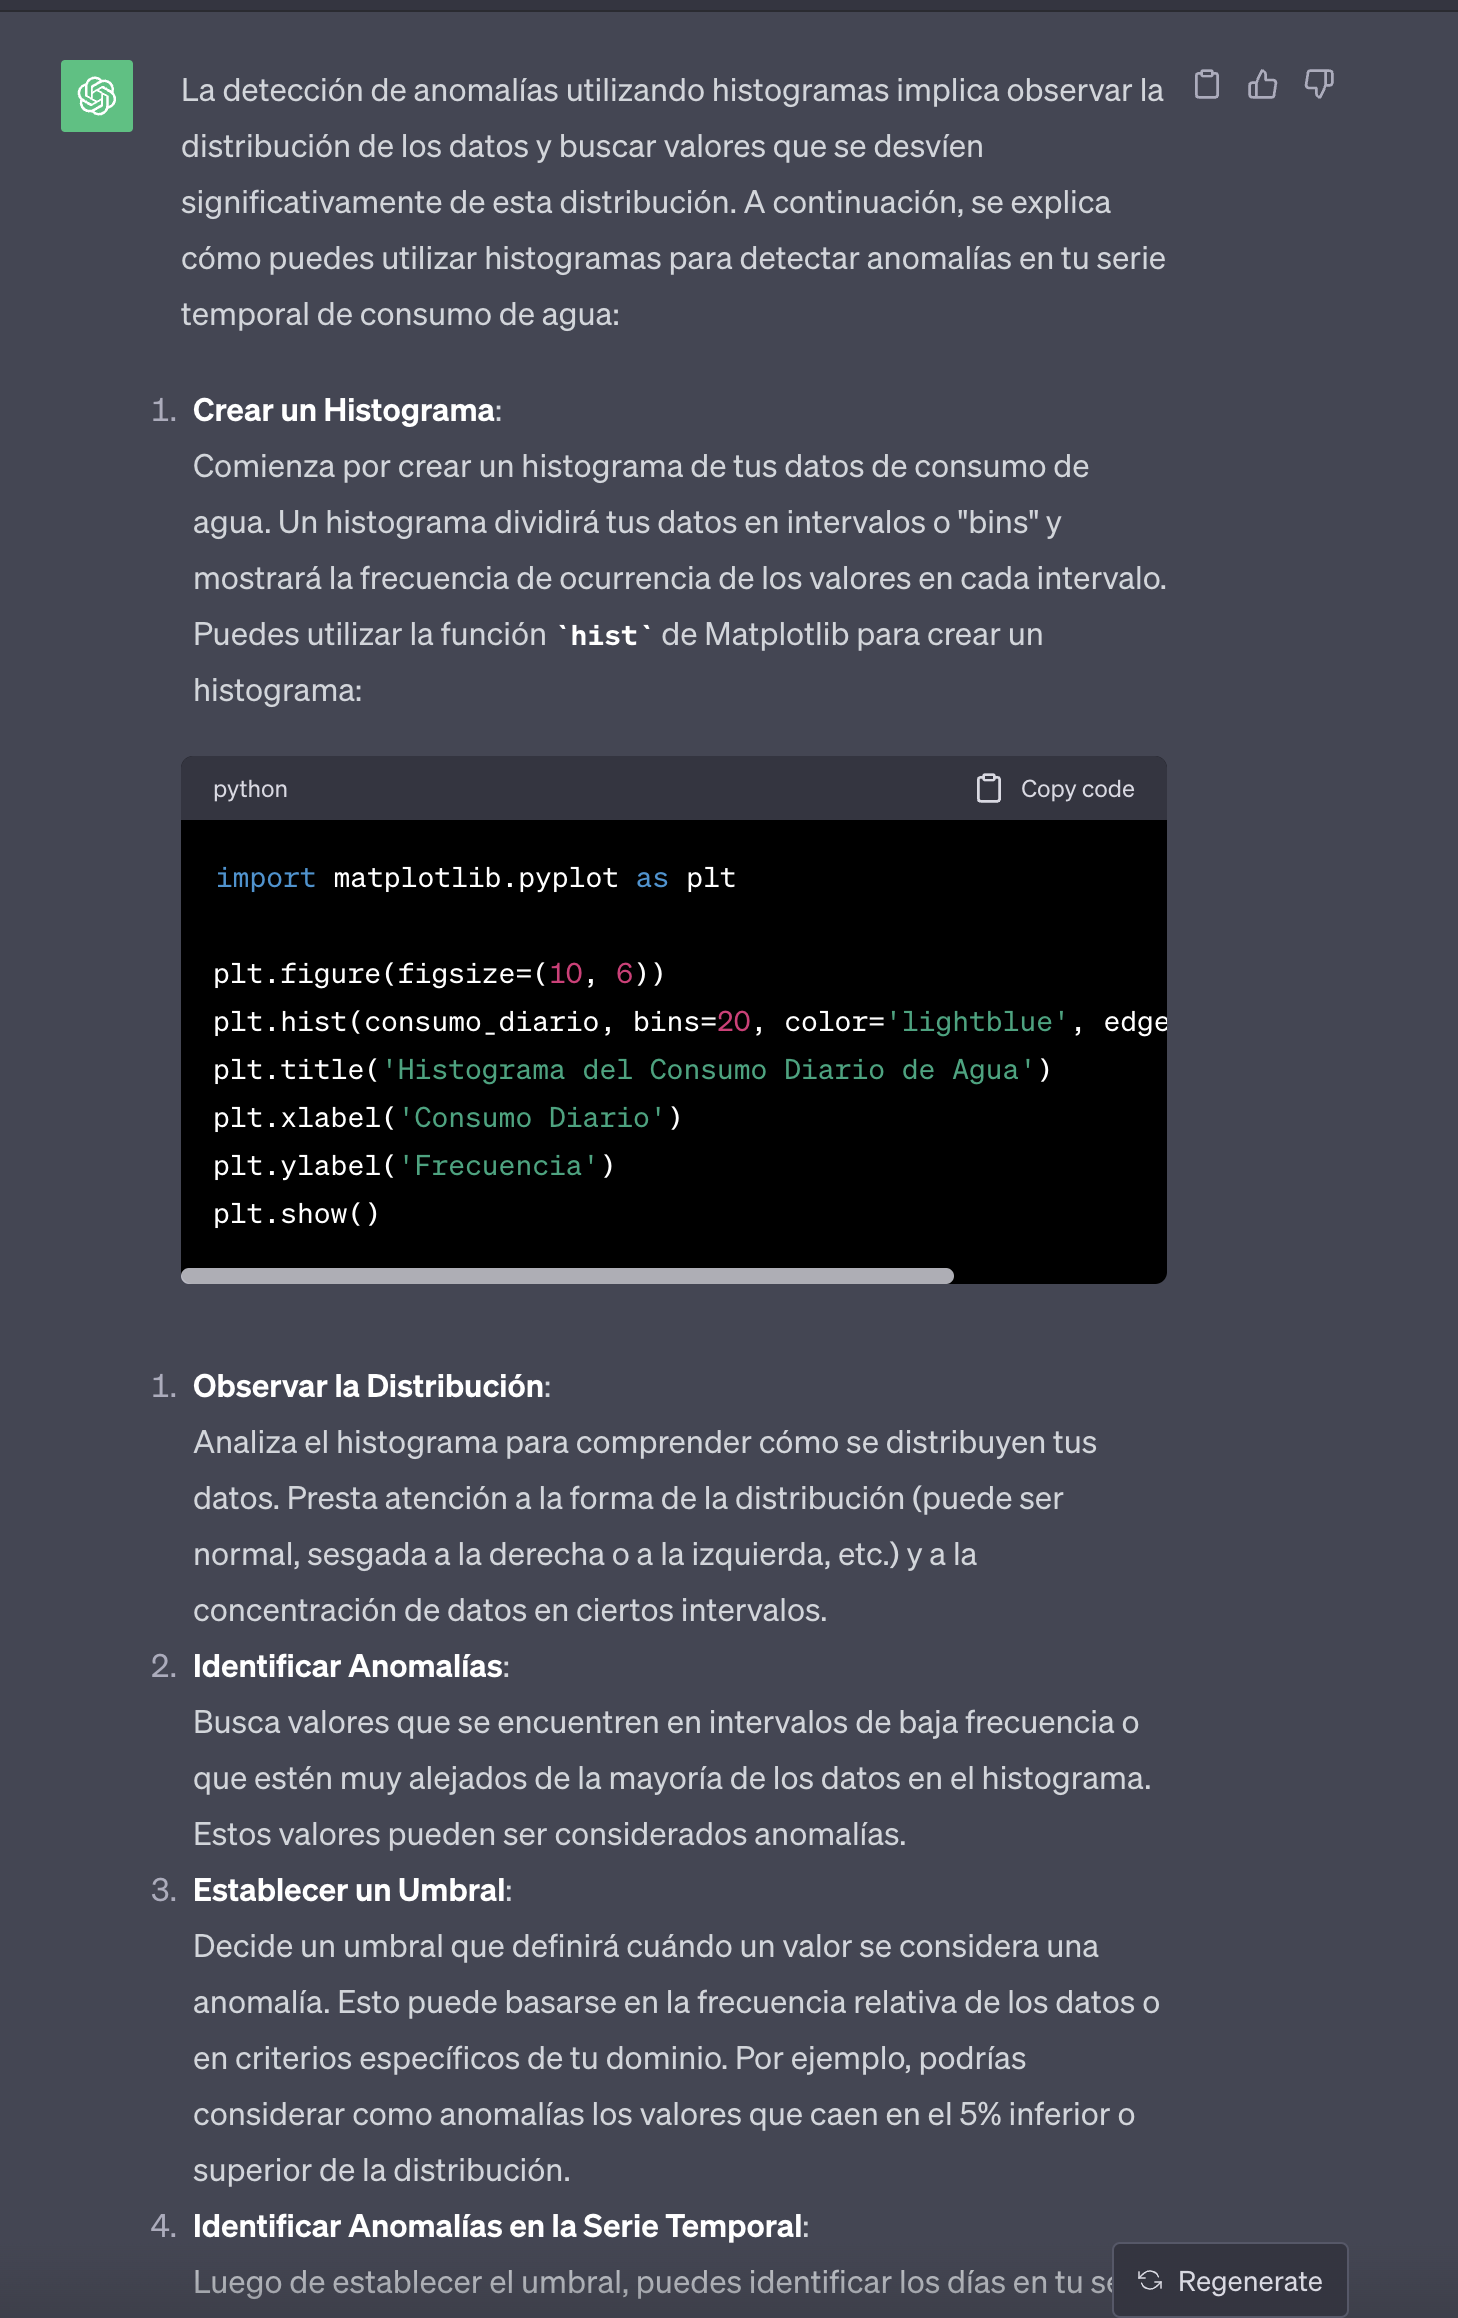 La detección de anomalías utilizando histogramas implica observar la
distribución de los datos y buscar valores que se desvíen
significativamente de esta distribución. A continuación, se explica
cómo puedes utilizar histogramas para detectar anomalías en tu serie
temporal de consumo de agua:
1. Crear un Histograma:
Comienza por crear un histograma de tus datos de consumo de
agua. Un histograma dividirá tus datos en intervalos o "bins" y
mostrará la frecuencia de ocurrencia de los valores en cada intervalo.
Puedes utilizar la función `hist` de Matplotlib para crear un
histograma:
python Copy code
import matplotlib.pyplot as plt
plt.figure(figsize=(10, 6))
plt.hist(consumo_diario, bins=20, color='lightblue', edge
plt.title('Histograma del Consumo Diario de Agua')
plt.xlabel('Consumo Diario')
plt.ylabel('Frecuencia')
plt.show()
1. Observar la Distribución:
Analiza el histograma para comprender cómo se distribuyen tus
datos. Presta atención a la forma de la distribución (puede ser
normal, sesgada a la derecha o a la izquierda, etc.) y a la
concentración de datos en ciertos intervalos.
2. Identificar Anomalías:
Busca valores que se encuentren en intervalos de baja frecuencia o
que estén muy alejados de la mayoría de los datos en el histograma.
Estos valores pueden ser considerados anomalías.
3. Establecer un Umbral:
Decide un umbral que definirá cuándo un valor se considera una
anomalía. Esto puede basarse en la frecuencia relativa de los datos o
en criterios específicos de tu dominio. Por ejemplo, podrías
considerar como anomalías los valores que caen en el 5% inferior o
superior de la distribución.
4. Identificar Anomalías en la Serie Temporal:
Luego de establecer el umbral, puedes identificar los días en tu
Regenerate